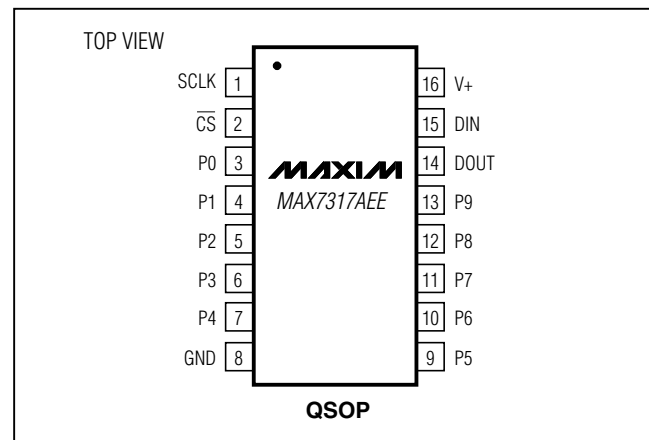 TOP VIEW
SCLK 1 16 V+
C̅S̅ 2 15 DIN
P0 3 14 DOUT
MAXIM
P1 4 MAX7317AEE 13 P9
P2 5 12 P8
P3 6 11 P7
P4 7 10 P6
GND 8 9 P5
QSOP